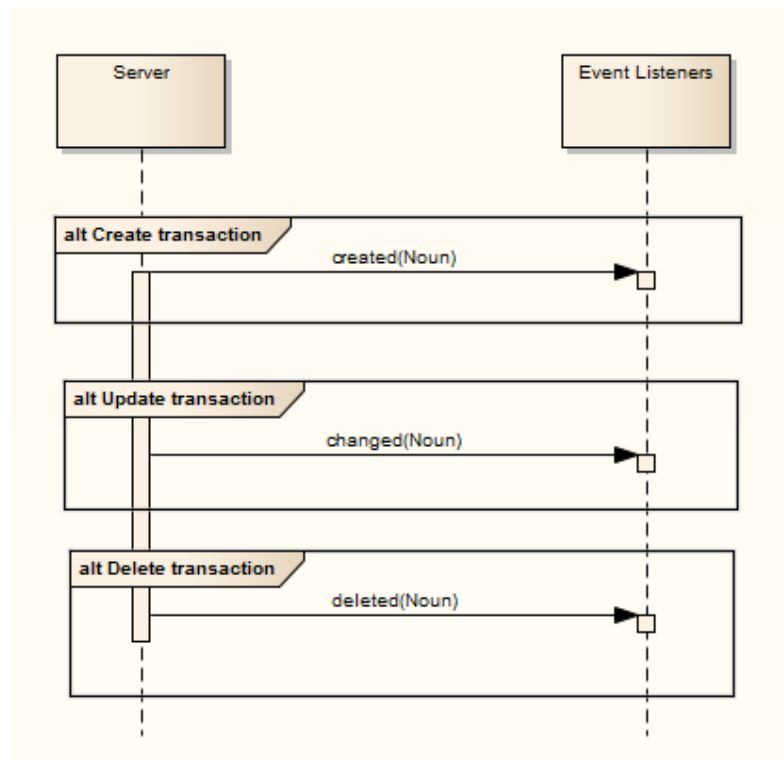 Server
Event Listeners
alt Create transaction
created(Noun)
alt Update transaction
changed(Noun)
alt Delete transaction
deleted(Noun)